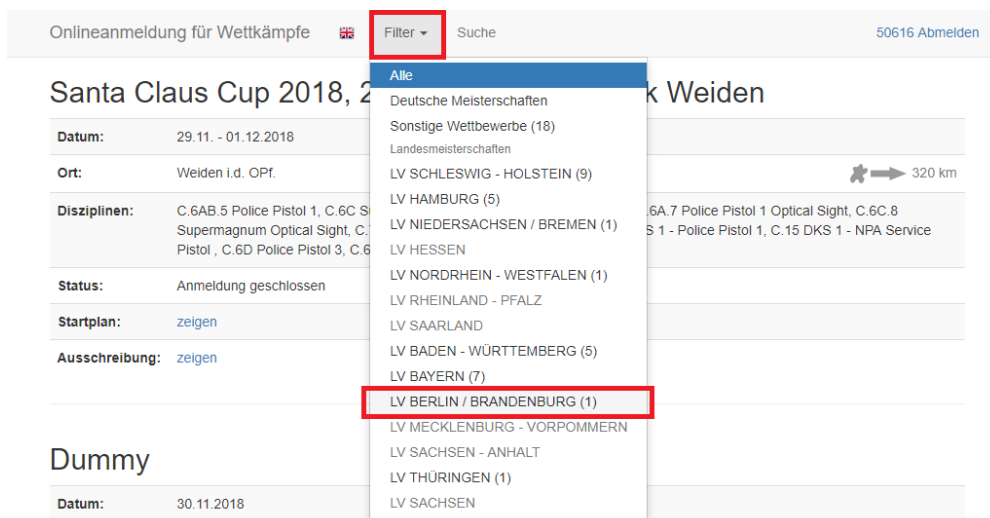 Onlineanmeldung für Wettkämpfe Filter Suche 50616 Abmelden
Alle
Deutsche Meisterschaften
Sonstige Wettbewerbe (18)
Landesmeisterschaften
LV SCHLESWIG - HOLSTEIN (9)
LV HAMBURG (5)
LV NIEDERSACHSEN / BREMEN (1)
LV HESSEN
LV NORDRHEIN - WESTFALEN (1)
LV RHEINLAND - PFALZ
LV SAARLAND
LV BADEN - WÜRTTEMBERG (5)
LV BAYERN (7)
LV BERLIN / BRANDENBURG (1)
LV MECKLENBURG - VORPOMMERN
LV SACHSEN - ANHALT
LV THÜRINGEN (1)
LV SACHSEN
Santa Claus Cup 2018, 2 k Weiden
Datum: 29.11. - 01.12.2018
Ort: Weiden i.d. OPf. 320 km
Disziplinen: C.6AB.5 Police Pistol 1, C.6C S .6A.7 Police Pistol 1 Optical Sight, C.6C.8
Supermagnum Optical Sight, C. S 1 - Police Pistol 1, C.15 DKS 1 - NPA Service
Pistol , C.6D Police Pistol 3, C.6
Status: Anmeldung geschlossen
Startplan: zeigen
Ausschreibung: zeigen
Dummy
Datum: 30.11.2018